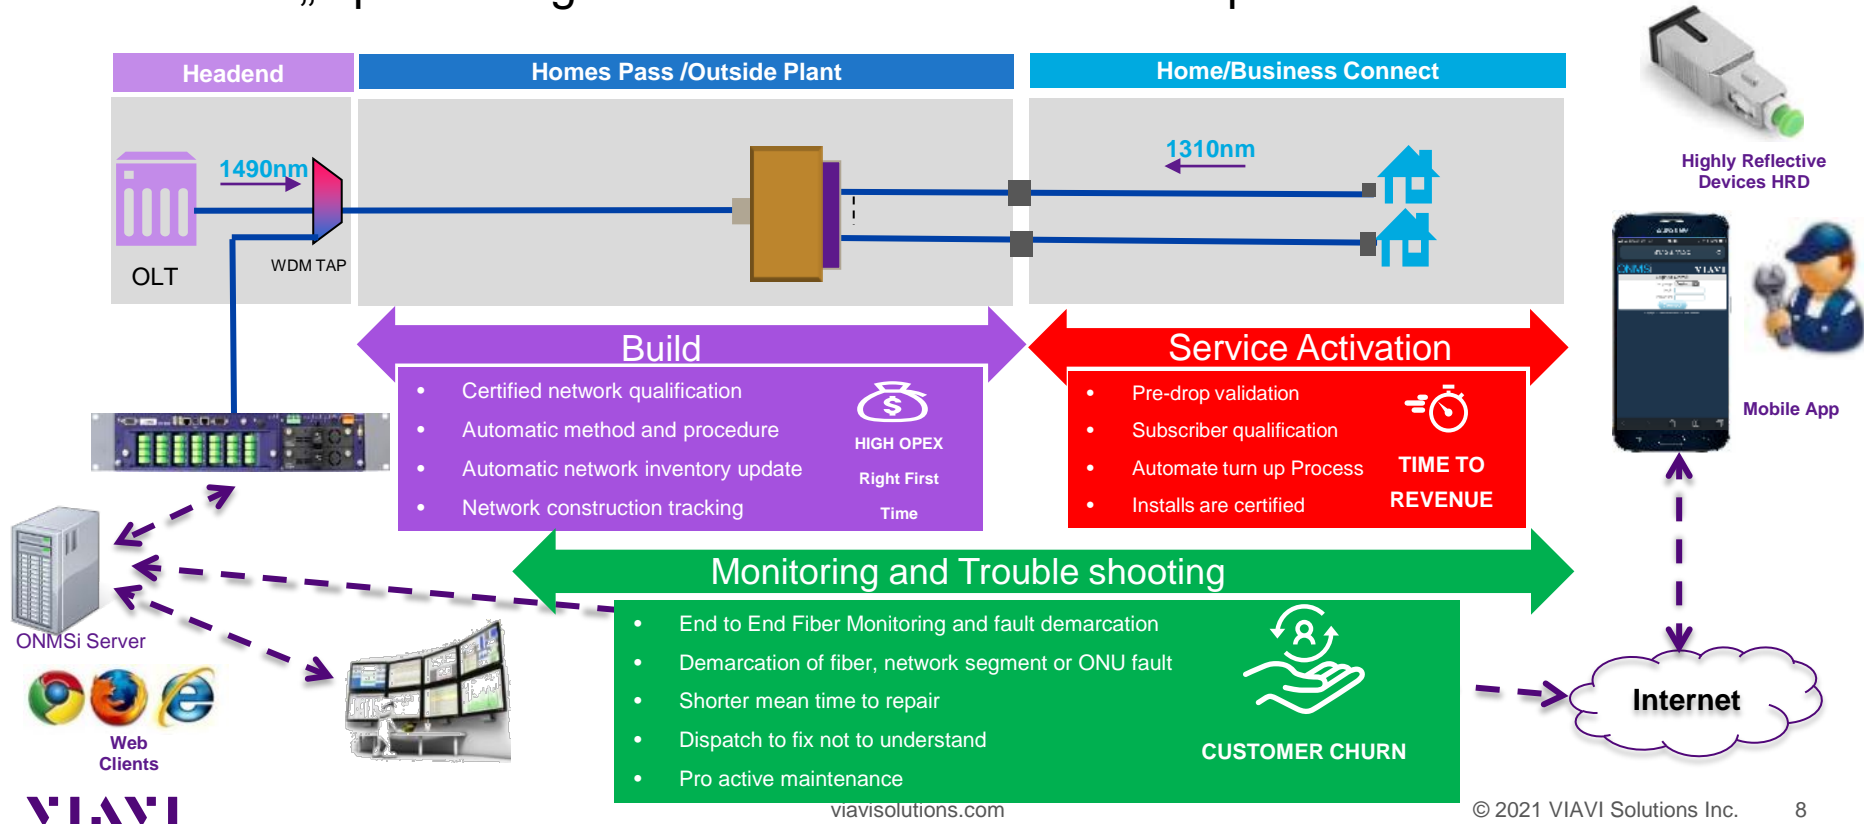 Headend
Homes Pass /Outside Plant
Home/Business Connect
1490nm
1310nm
OLT
WDM TAP
Highly Reflective
Devices HRD
ONMSi
VIAVI
Mobile App
Build
• Certified network qualification
• Automatic method and procedure
• Automatic network inventory update
• Network construction tracking
HIGH OPEX
Right First
Time
Service Activation
• Pre-drop validation
• Subscriber qualification
• Automate turn up Process
• Installs are certified
TIME TO
REVENUE
Monitoring and Trouble shooting
• End to End Fiber Monitoring and fault demarcation
• Demarcation of fiber, network segment or ONU fault
• Shorter mean time to repair
• Dispatch to fix not to understand
• Pro active maintenance
CUSTOMER CHURN
ONMSi Server
Web
Clients
Internet
VIAVI
viavisolutions.com
© 2021 VIAVI Solutions Inc.
8